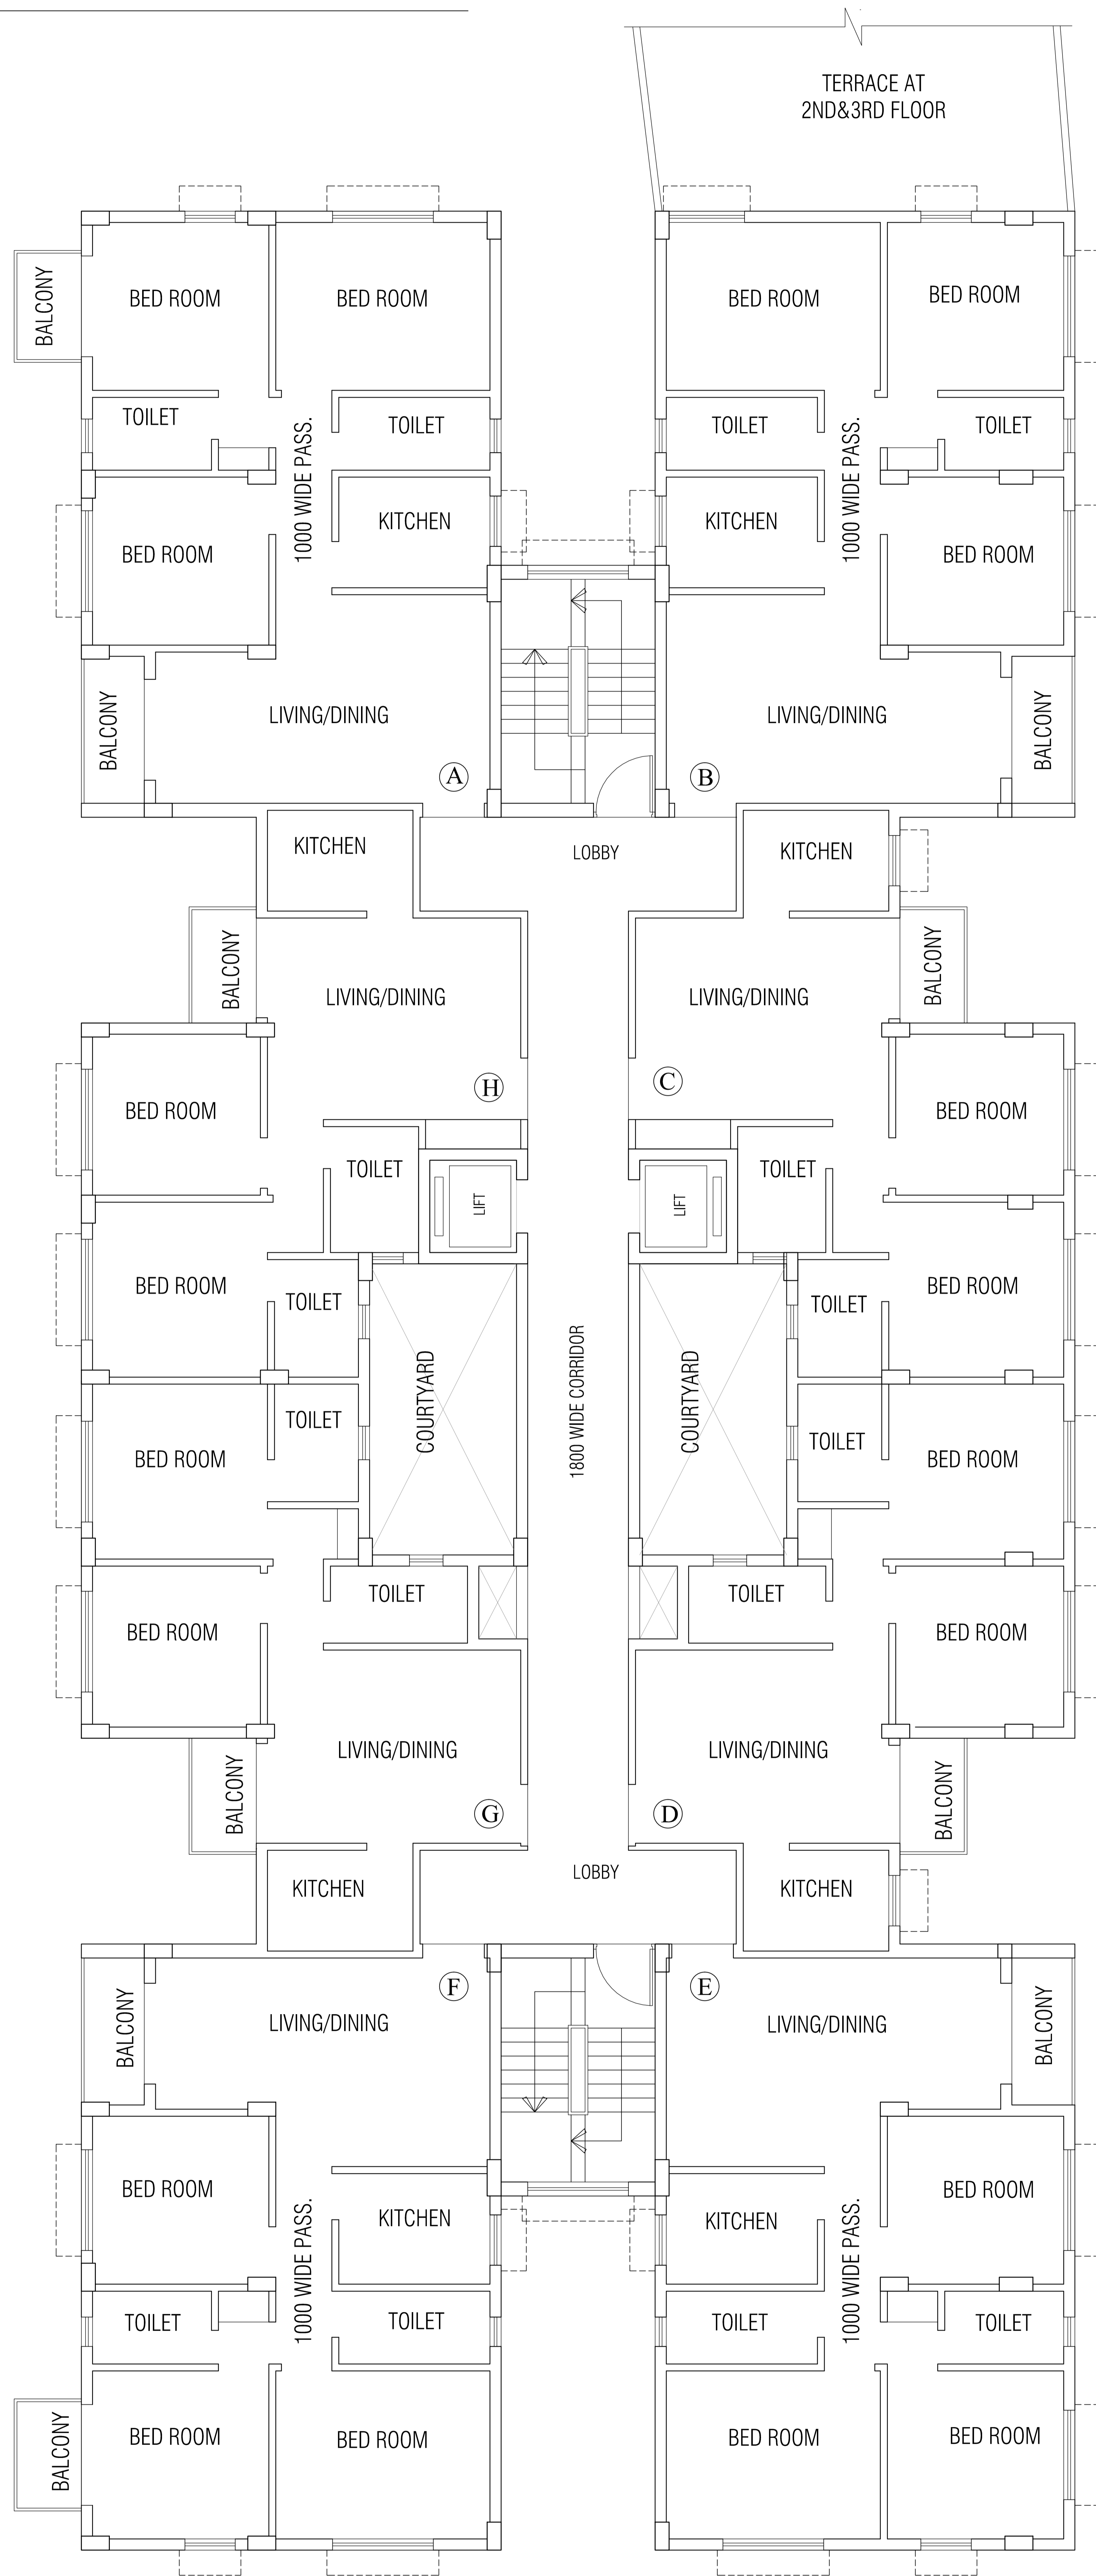 TERRACE AT
2ND&3RD FLOOR
BALCONY
BED ROOM
BED ROOM
BED ROOM
BED ROOM
TOILET
1000 WIDE PASS.
TOILET
TOILET
1000 WIDE PASS.
TOILET
BED ROOM
KITCHEN
KITCHEN
BED ROOM
BALCONY
LIVING/DINING
LIVING/DINING
BALCONY
A
B
KITCHEN
LOBBY
KITCHEN
BALCONY
LIVING/DINING
LIVING/DINING
BALCONY
H
C
BED ROOM
BED ROOM
TOILET
LIFT
LIFT
TOILET
BED ROOM
TOILET
TOILET
BED ROOM
COURTYARD
1800 WIDE CORRIDOR
COURTYARD
BED ROOM
TOILET
TOILET
BED ROOM
BED ROOM
TOILET
TOILET
BED ROOM
BALCONY
LIVING/DINING
LIVING/DINING
BALCONY
G
D
KITCHEN
LOBBY
KITCHEN
F
E
BALCONY
LIVING/DINING
LIVING/DINING
BALCONY
BED ROOM
1000 WIDE PASS.
KITCHEN
KITCHEN
1000 WIDE PASS.
BED ROOM
TOILET
TOILET
TOILET
TOILET
BALCONY
BED ROOM
BED ROOM
BED ROOM
BED ROOM